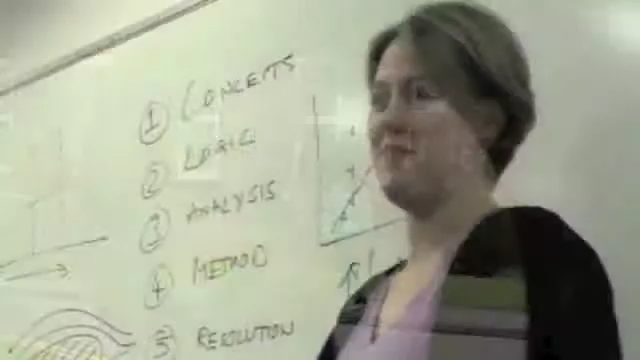 ① CONCEPTS
② LOGIC
③ ANALYSIS
④ METHOD
⑤ RESOLUTION